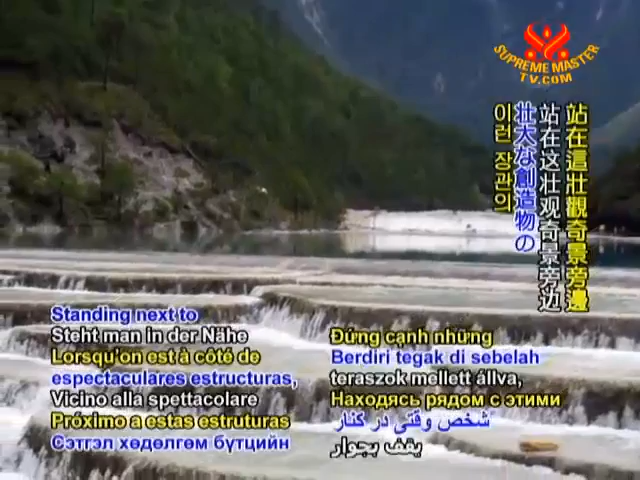 SUPREME MASTER
TV.COM
站在這壯觀奇景旁邊
站在这壮观奇景旁边
壮大な創造物の
이런 장관의
Standing next to
Steht man in der Nähe
Lorsqu'on est à côté de
espectaculares estructuras,
Vicino alla spettacolare
Próximo a estas estruturas
Сэтгэл хөдөлгөм бүтцийн
Đứng cạnh những
Berdiri tegak di sebelah
teraszok mellett állva,
Находясь рядом с этими
شخص وقتی در کنار
يقف بجوار